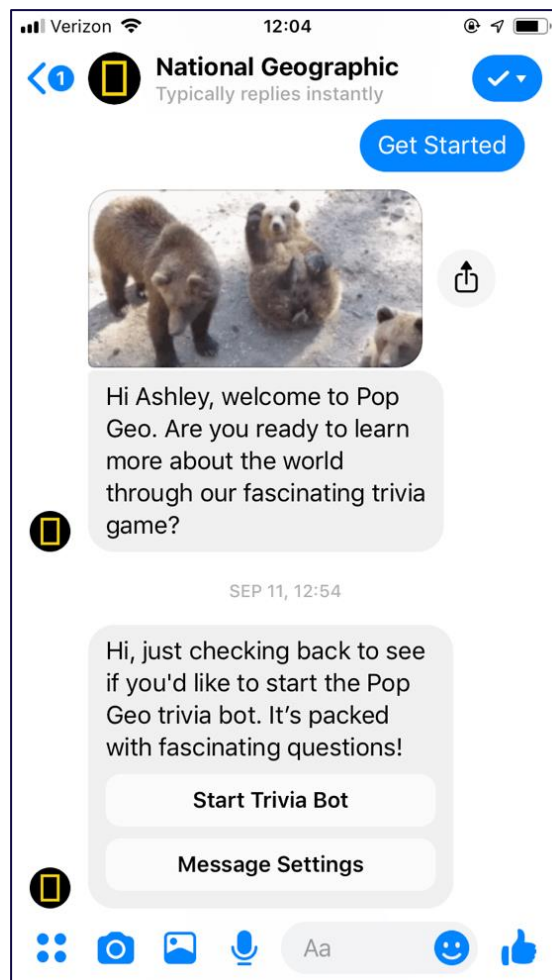 Verizon 12:04
1 National Geographic
Typically replies instantly
Get Started
Hi Ashley, welcome to Pop
Geo. Are you ready to learn
more about the world
through our fascinating trivia
game?
SEP 11, 12:54
Hi, just checking back to see
if you'd like to start the Pop
Geo trivia bot. It’s packed
with fascinating questions!
Start Trivia Bot
Message Settings
Aa